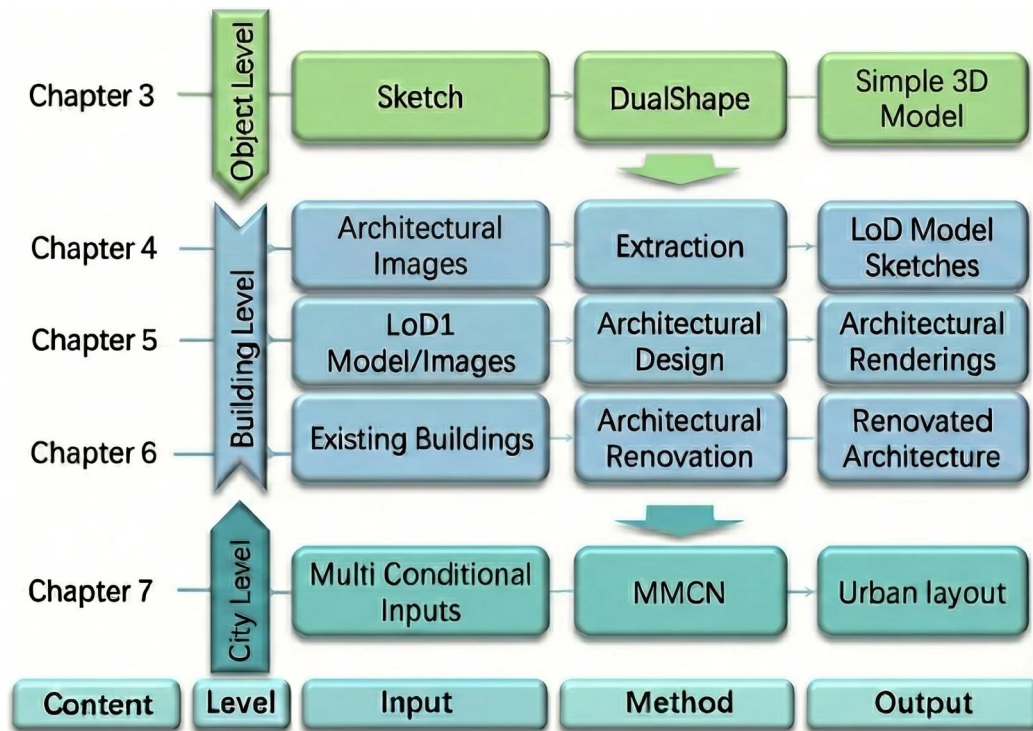 Object Level
Chapter 3
Sketch
DualShape
Simple 3D
Model
Building Level
Chapter 4
Architectural
Images
Extraction
LoD Model
Sketches
Chapter 5
LoD1
Model/Images
Architectural
Design
Architectural
Renderings
Chapter 6
Existing Buildings
Architectural
Renovation
Renovated
Architecture
City Level
Chapter 7
Multi Conditional
Inputs
MMCN
Urban layout
Content
Level
Input
Method
Output